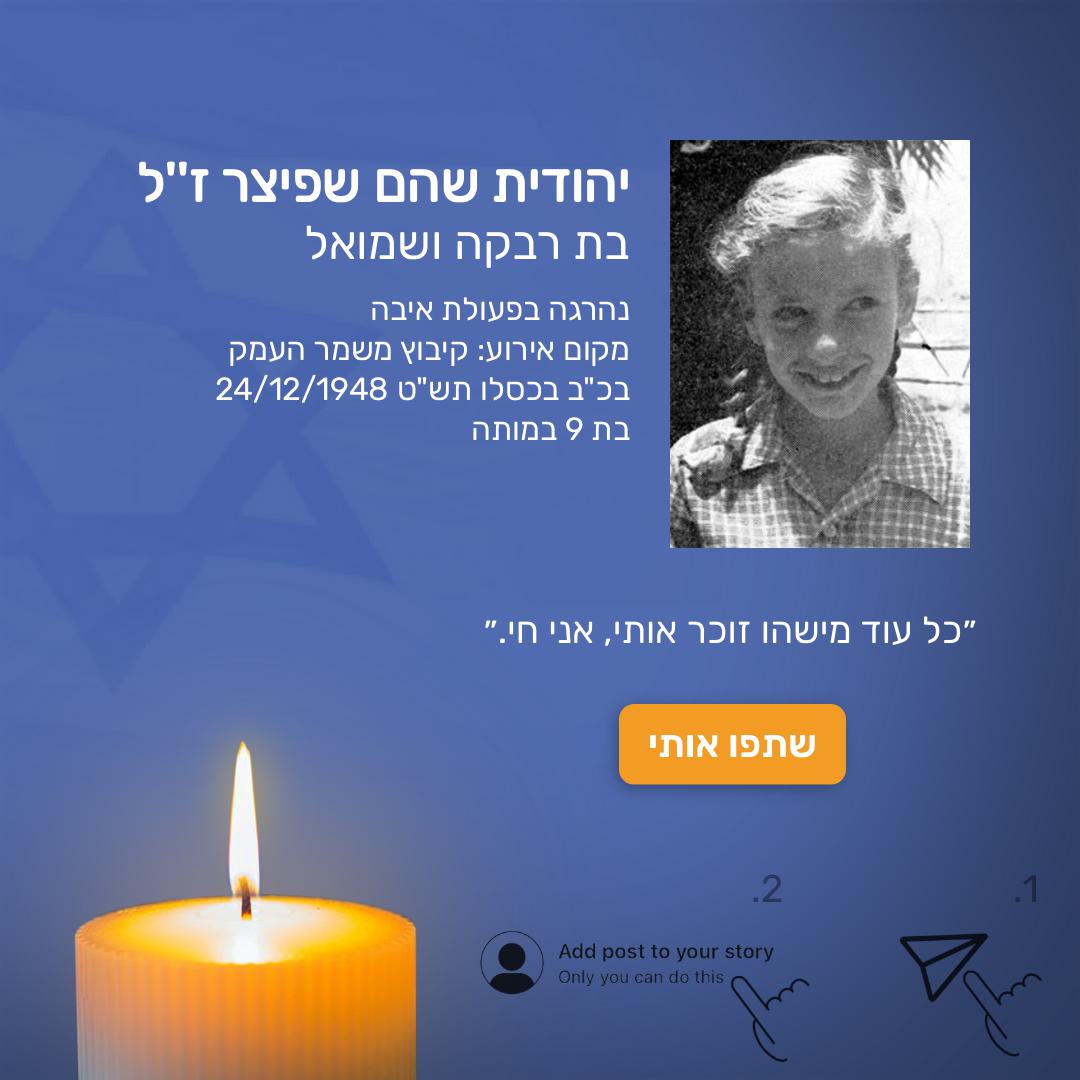 יהודית שהם שפיצר ז"ל
בת רבקה ושמואל
נהרגה בפעולת איבה
מקום אירוע: קיבוץ משמר העמק
בכ"ב בכסלו תש"ט 24/12/1948
בת 9 במותה
״כל עוד מישהו זוכר אותי, אני חי.״
שתפו אותי
1.
2.
Add post to your story
Only you can do this